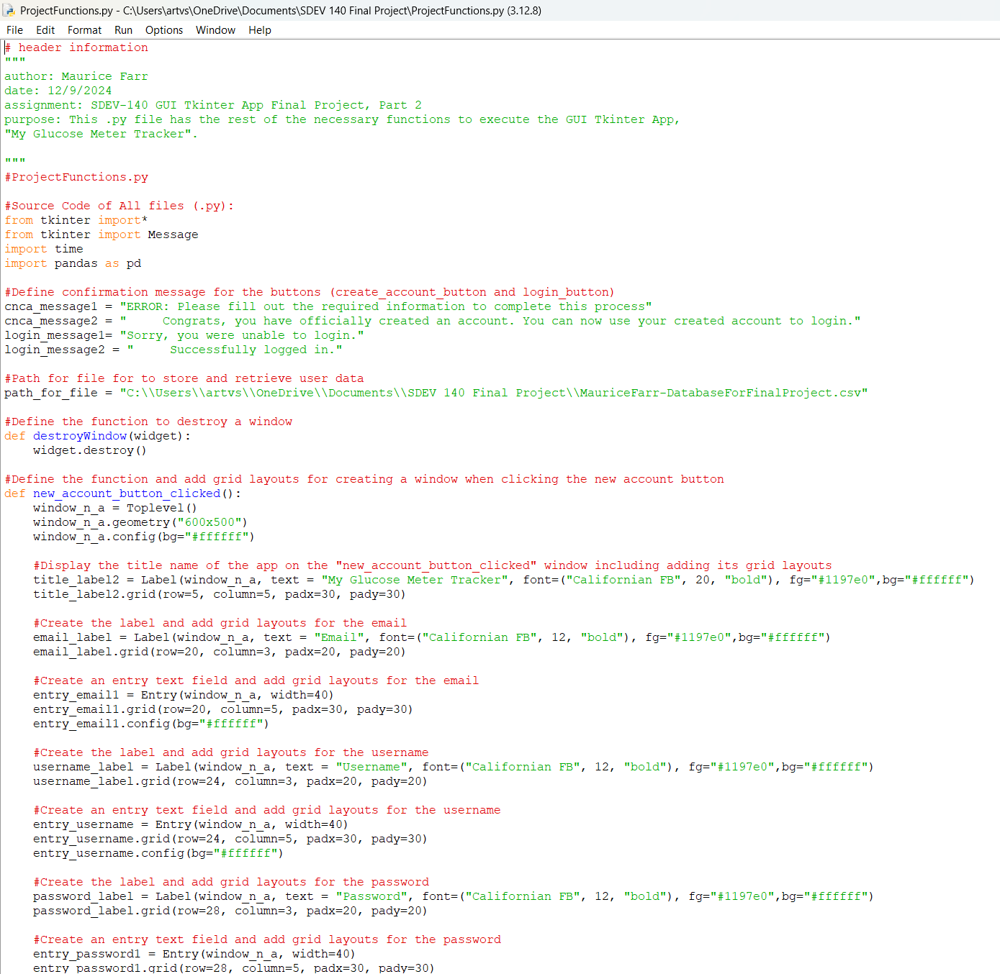 ProjectFunctions.py - C:\Users\artvs\OneDrive\Documents\SDEV 140 Final Project\ProjectFunctions.py (3.12.8)
File Edit Format Run Options Window Help
# header information
"""
author: Maurice Farr
date: 12/9/2024
assignment: SDEV-140 GUI Tkinter App Final Project, Part 2
purpose: This .py file has the rest of the necessary functions to execute the GUI Tkinter App,
"My Glucose Meter Tracker".

"""
#ProjectFunctions.py

#Source Code of All files (.py):
from tkinter import*
from tkinter import Message
import time
import pandas as pd

#Define confirmation message for the buttons (create_account_button and login_button)
cnca_message1 = "ERROR: Please fill out the required information to complete this process"
cnca_message2 = "     Congrats, you have officially created an account. You can now use your created account to login."
login_message1= "Sorry, you were unable to login."
login_message2 = "     Successfully logged in."

#Path for file for to store and retrieve user data
path_for_file = "C:\\Users\\artvs\\OneDrive\\Documents\\SDEV 140 Final Project\\MauriceFarr-DatabaseForFinalProject.csv"

#Define the function to destroy a window
def destroyWindow(widget):
    widget.destroy()

#Define the function and add grid layouts for creating a window when clicking the new account button
def new_account_button_clicked():
    window_n_a = Toplevel()
    window_n_a.geometry("600x500")
    window_n_a.config(bg="#ffffff")

    #Display the title name of the app on the "new_account_button_clicked" window including adding its grid layouts
    title_label2 = Label(window_n_a, text = "My Glucose Meter Tracker", font=("Californian FB", 20, "bold"), fg="#1197e0",bg="#ffffff")
    title_label2.grid(row=5, column=5, padx=30, pady=30)

    #Create the label and add grid layouts for the email
    email_label = Label(window_n_a, text = "Email", font=("Californian FB", 12, "bold"), fg="#1197e0",bg="#ffffff")
    email_label.grid(row=20, column=3, padx=20, pady=20)

    #Create an entry text field and add grid layouts for the email
    entry_email1 = Entry(window_n_a, width=40)
    entry_email1.grid(row=20, column=5, padx=30, pady=30)
    entry_email1.config(bg="#ffffff")

    #Create the label and add grid layouts for the username
    username_label = Label(window_n_a, text = "Username", font=("Californian FB", 12, "bold"), fg="#1197e0",bg="#ffffff")
    username_label.grid(row=24, column=3, padx=20, pady=20)

    #Create an entry text field and add grid layouts for the username
    entry_username = Entry(window_n_a, width=40)
    entry_username.grid(row=24, column=5, padx=30, pady=30)
    entry_username.config(bg="#ffffff")

    #Create the label and add grid layouts for the password
    password_label = Label(window_n_a, text = "Password", font=("Californian FB", 12, "bold"), fg="#1197e0",bg="#ffffff")
    password_label.grid(row=28, column=3, padx=20, pady=20)

    #Create an entry text field and add grid layouts for the password
    entry_password1 = Entry(window_n_a, width=40)
    entry_password1.grid(row=28, column=5, padx=30, pady=30)